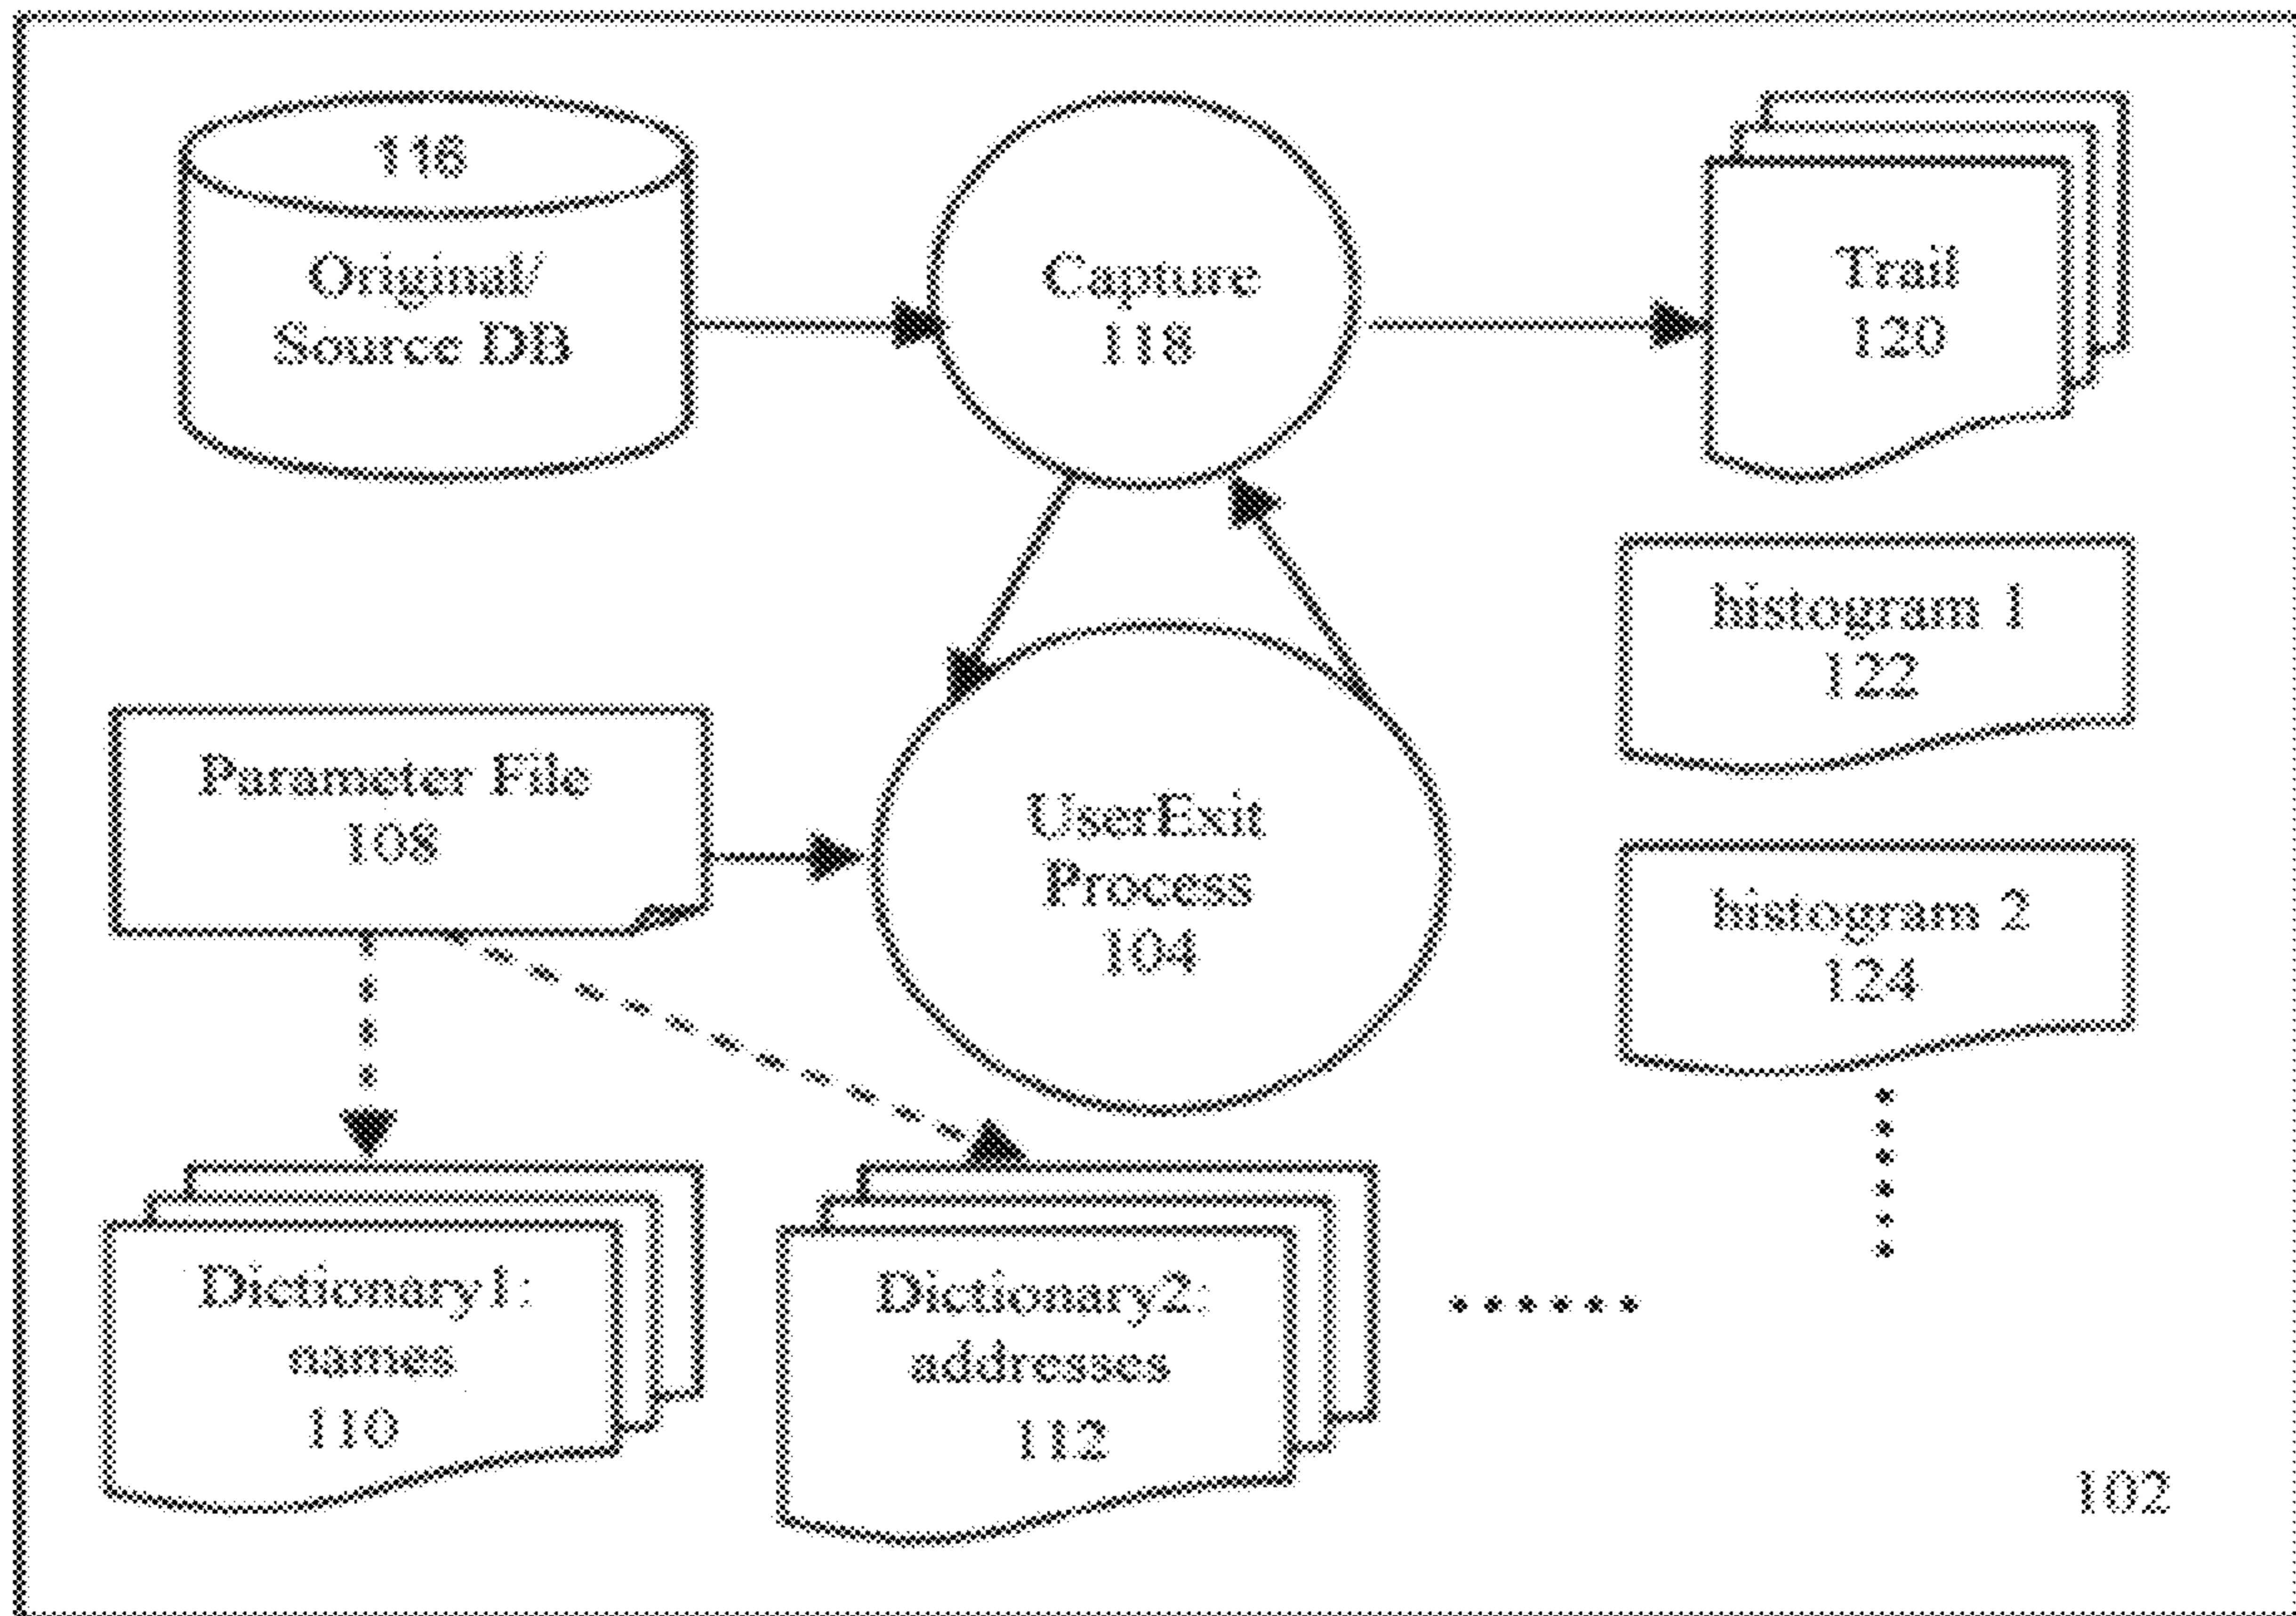 116
Original/
Source DB
Capture
118
Trail
120
histogram 1
122
Parameter File
108
UserExit
Process
104
histogram 2
124
Dictionary1:
names
110
Dictionary2:
addresses
112
102